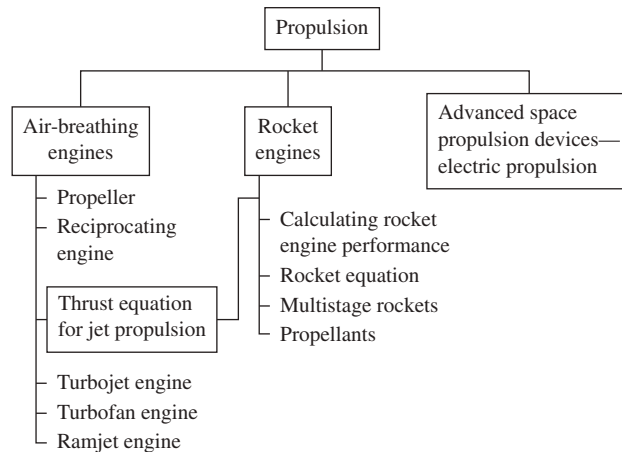 Propulsion
Air-breathing
engines
Rocket
engines
Advanced space
propulsion devices—
electric propulsion
Propeller
Reciprocating
engine
Thrust equation
for jet propulsion
Turbojet engine
Turbofan engine
Ramjet engine
Calculating rocket
engine performance
Rocket equation
Multistage rockets
Propellants